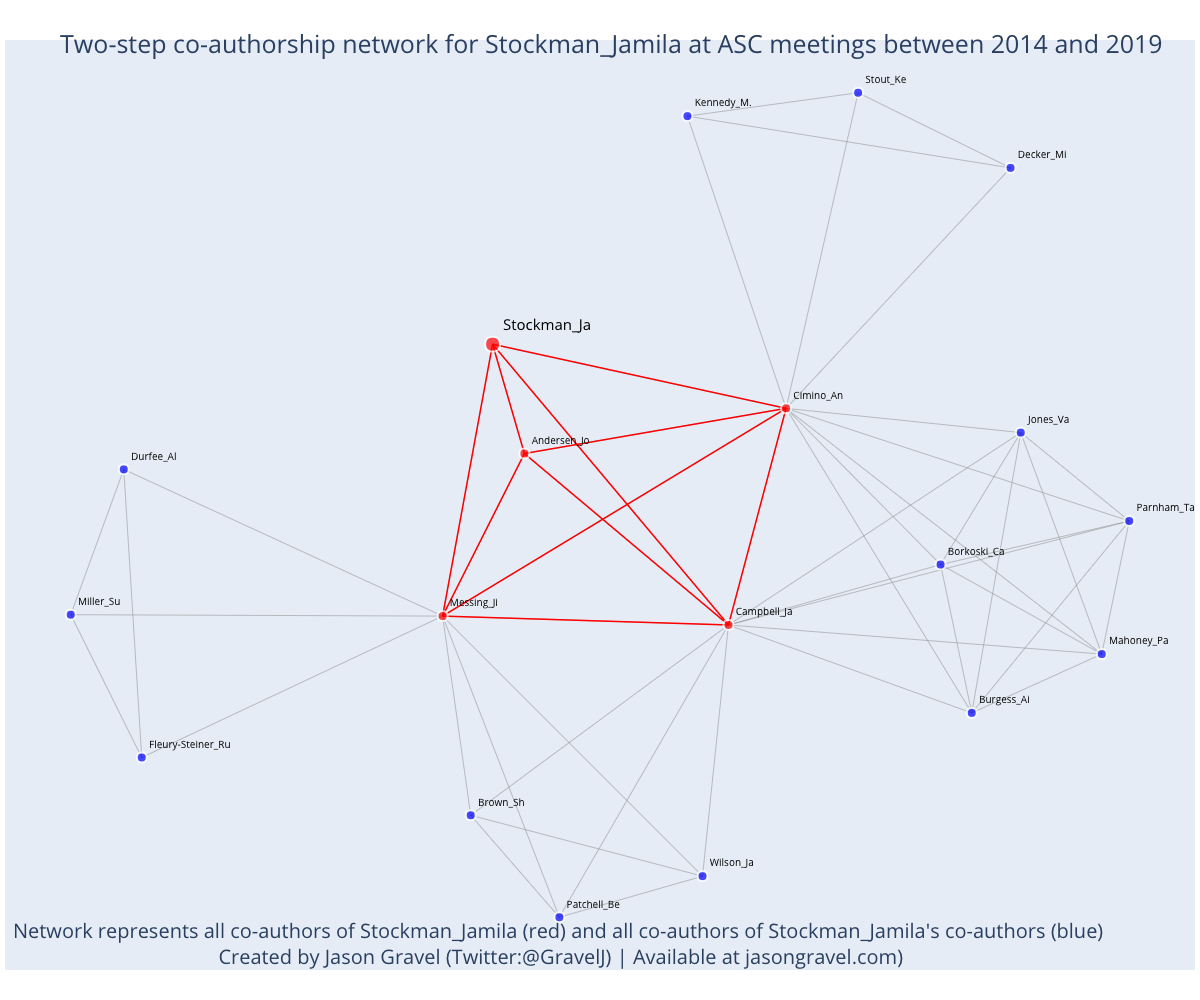 Two-step co-authorship network for Stockman_Jamila at ASC meetings between 2014 and 2019
Stout_Ke
Kennedy_M.
Decker_Mi
Stockman_Ja
Cimino_An
Jones_Va
Andersen_Jo
Durfee_Al
Parnham_Ta
Borkoski_Ca
Miller_Su
Messing_Ji
Campbell_Ja
Mahoney_Pa
Burgess_Ai
Fleury-Steiner_Ru
Brown_Sh
Wilson_Ja
Patchell_Be
Network represents all co-authors of Stockman_Jamila (red) and all co-authors of Stockman_Jamila's co-authors (blue)
Created by Jason Gravel (Twitter:@GravelJ) | Available at jasongravel.com)